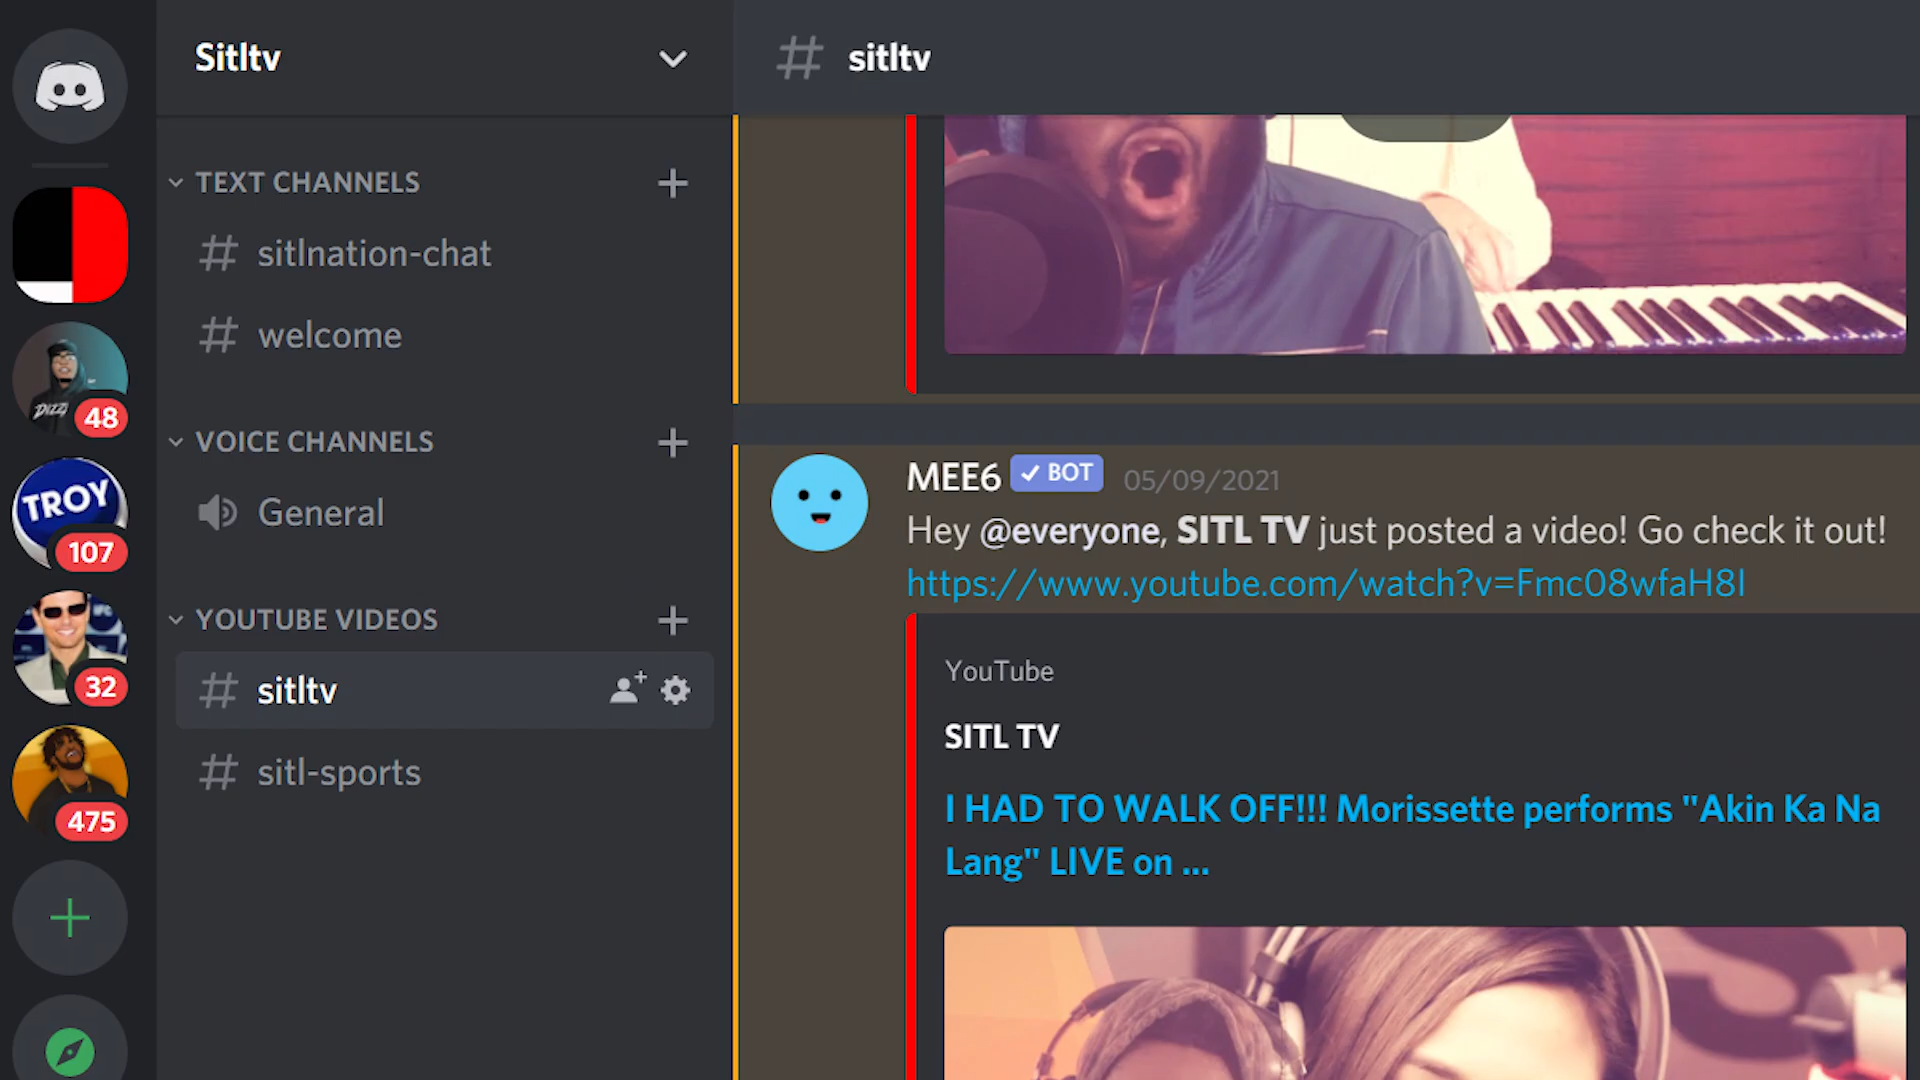 Sitltv
TEXT CHANNELS
sitlnation-chat
welcome
VOICE CHANNELS
General
YOUTUBE VIDEOS
sitltv
sitl-sports
DIZZ
48
TROY
107
32
475
sitltv
MEE6 BOT 05/09/2021
Hey @everyone, SITL TV just posted a video! Go check it out!
https://www.youtube.com/watch?v=Fmc08wfaH8I
YouTube
SITL TV
I HAD TO WALK OFF!!! Morissette performs "Akin Ka Na
Lang" LIVE on ...